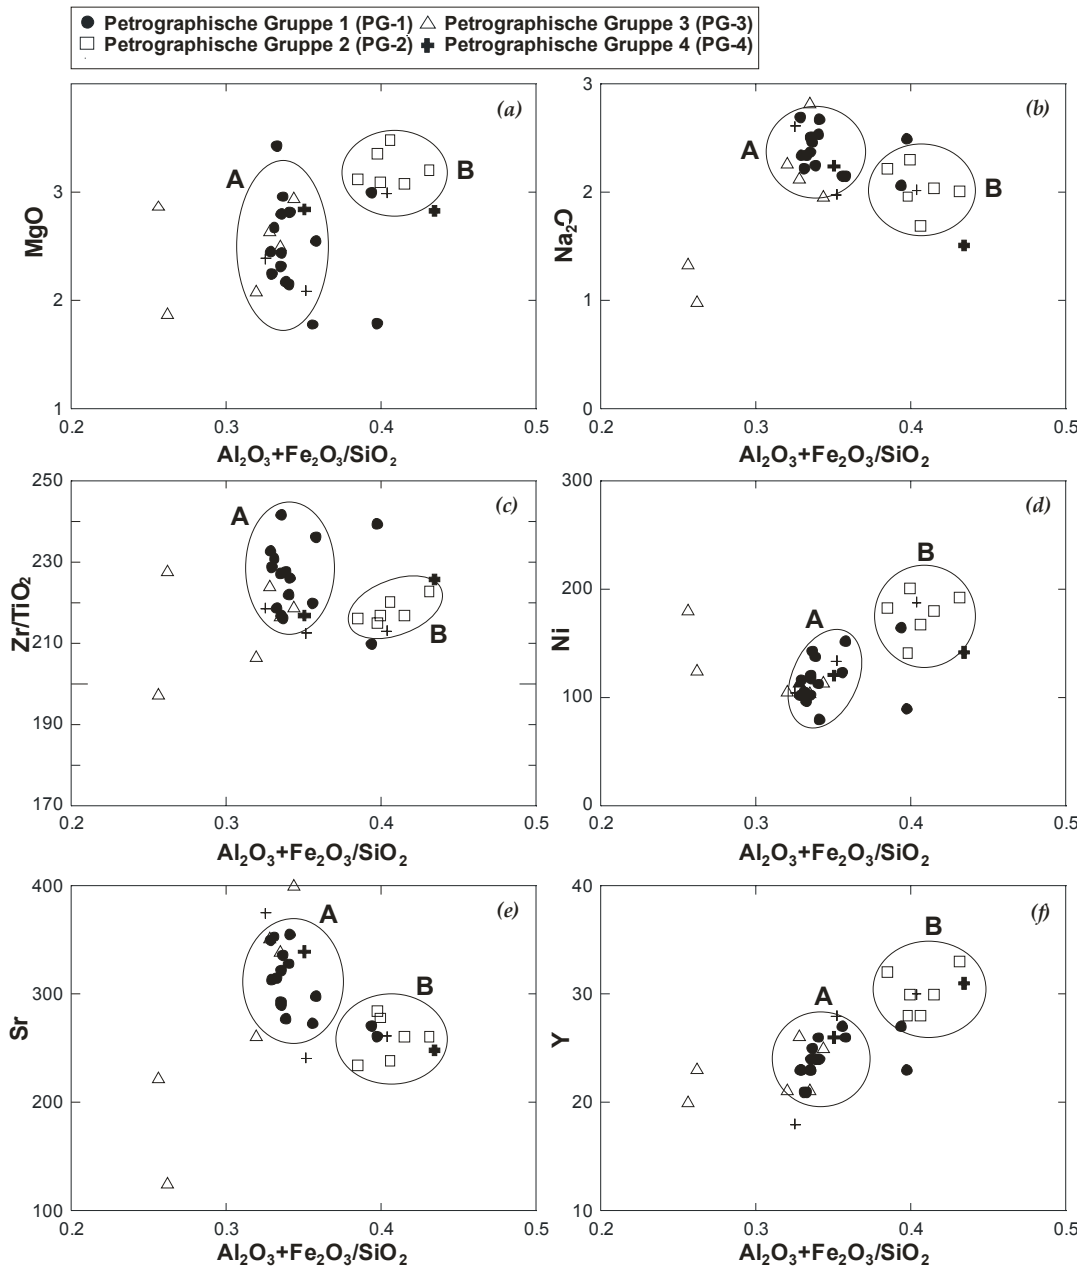 Petrographische Gruppe 1 (PG-1) Petrographische Gruppe 3 (PG-3)
Petrographische Gruppe 2 (PG-2) Petrographische Gruppe 4 (PG-4)
(a)
A
B
MgO
3
2
1
0.2 0.3 0.4 0.5
Al₂O₃+Fe₂O₃/SiO₂
(b)
A
B
Na₂O
3
2
1
0
0.2 0.3 0.4 0.5
Al₂O₃+Fe₂O₃/SiO₂
(c)
A
B
Zr/TiO₂
250
230
210
190
170
0.2 0.3 0.4 0.5
Al₂O₃+Fe₂O₃/SiO₂
(d)
A
B
Ni
300
200
100
0
0.2 0.3 0.4 0.5
Al₂O₃+Fe₂O₃/SiO₂
(e)
A
B
Sr
400
300
200
100
0.2 0.3 0.4 0.5
Al₂O₃+Fe₂O₃/SiO₂
(f)
A
B
Y
40
30
20
10
0.2 0.3 0.4 0.5
Al₂O₃+Fe₂O₃/SiO₂